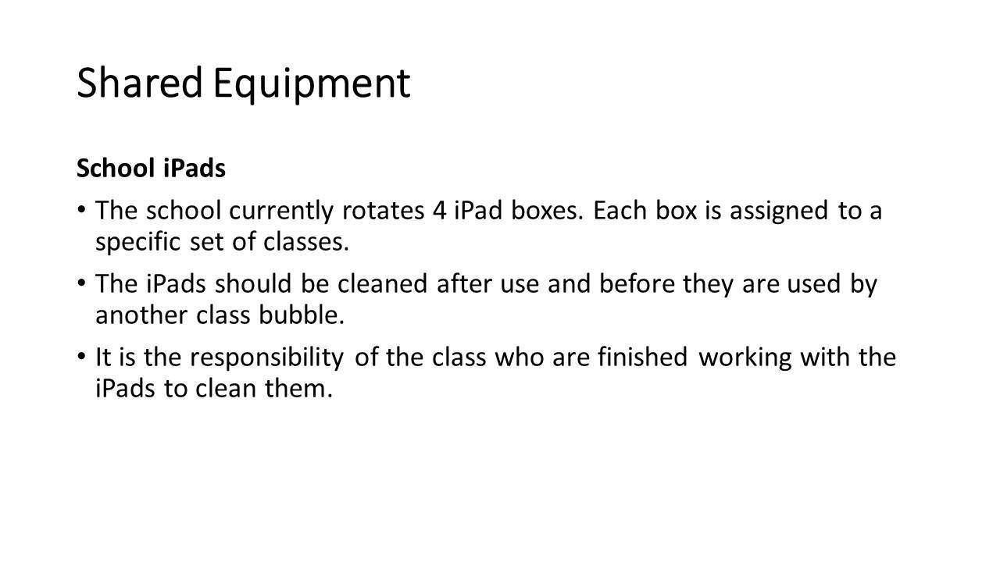 Shared Equipment
School iPads
• The school currently rotates 4 iPad boxes. Each box is assigned to a
specific set of classes.
• The iPads should be cleaned after use and before they are used by
another class bubble.
• It is the responsibility of the class who are finished working with the
iPads to clean them.